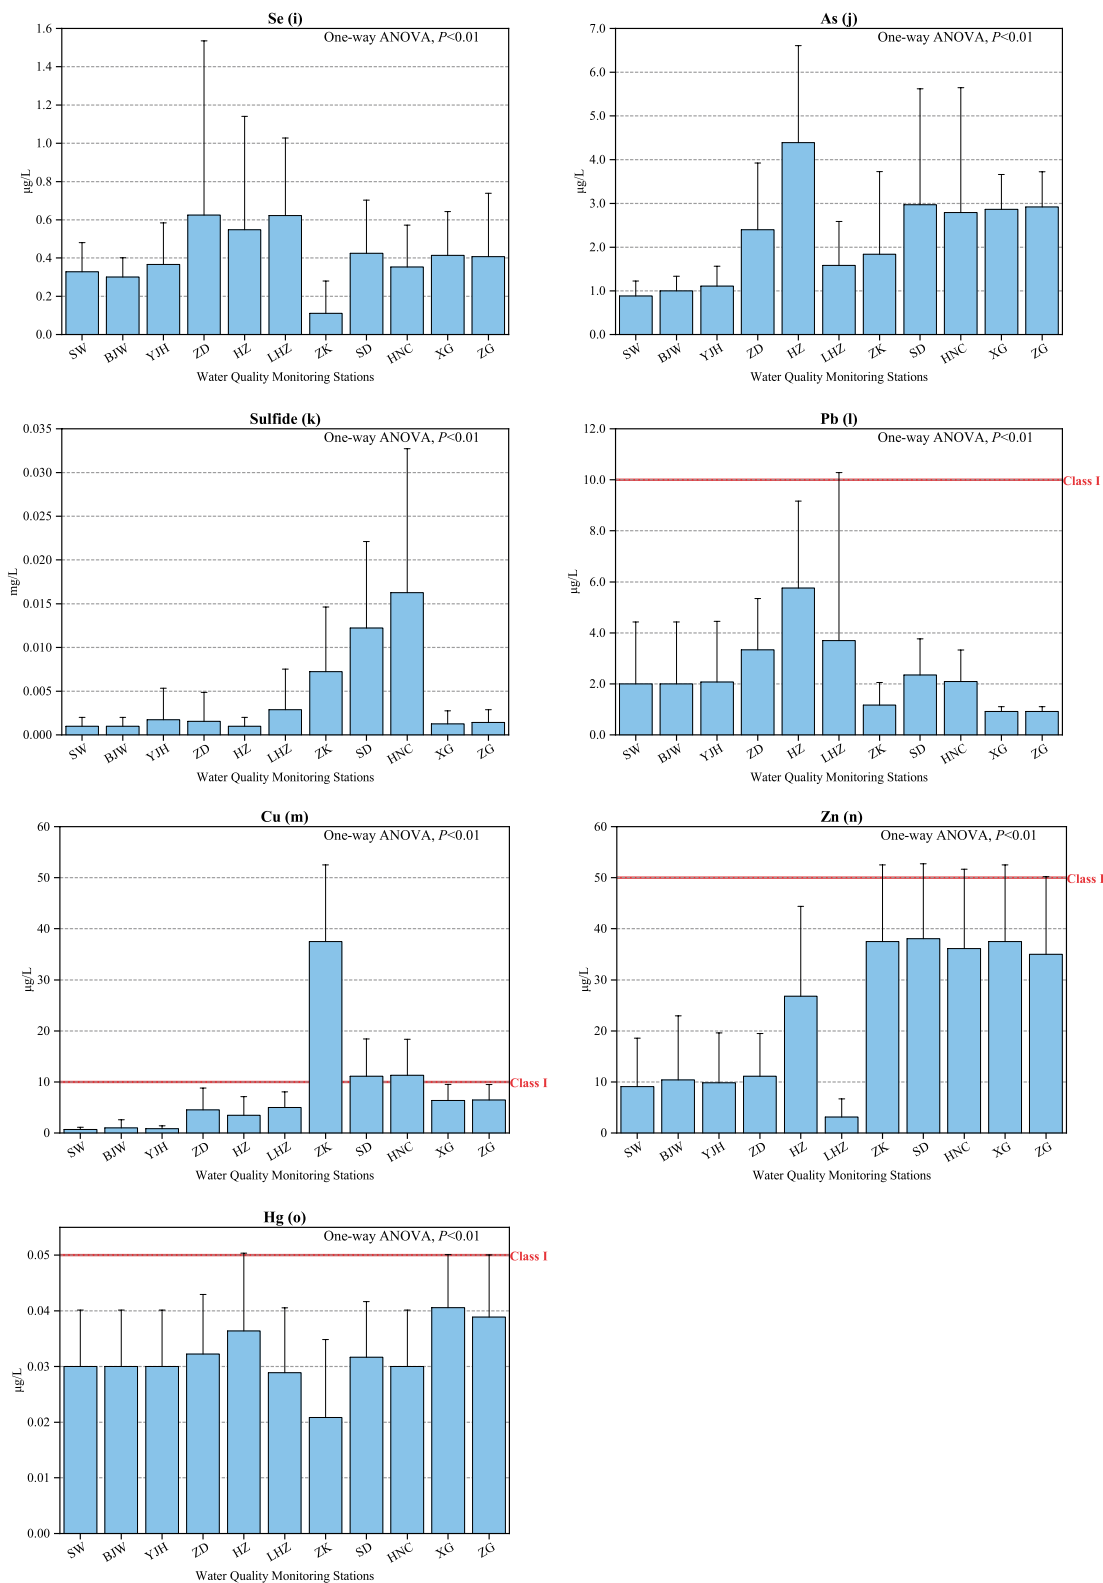 Se (i)
One-way ANOVA, P<0.01
1.6
1.4
1.2
1.0
0.8
0.6
0.4
0.2
0.0
μg/L
SW BJW YJH ZD HZ LHZ ZK SD HNC XG ZG
Water Quality Monitoring Stations
As (j)
One-way ANOVA, P<0.01
7.0
6.0
5.0
4.0
3.0
2.0
1.0
0.0
μg/L
SW BJW YJH ZD HZ LHZ ZK SD HNC XG ZG
Water Quality Monitoring Stations
Sulfide (k)
One-way ANOVA, P<0.01
0.035
0.030
0.025
0.020
0.015
0.010
0.005
0.000
mg/L
SW BJW YJH ZD HZ LHZ ZK SD HNC XG ZG
Water Quality Monitoring Stations
Pb (l)
One-way ANOVA, P<0.01
12.0
10.0
8.0
6.0
4.0
2.0
0.0
μg/L
Class I
SW BJW YJH ZD HZ LHZ ZK SD HNC XG ZG
Water Quality Monitoring Stations
Cu (m)
One-way ANOVA, P<0.01
60
50
40
30
20
10
0
μg/L
Class I
SW BJW YJH ZD HZ LHZ ZK SD HNC XG ZG
Water Quality Monitoring Stations
Zn (n)
One-way ANOVA, P<0.01
60
50
40
30
20
10
0
μg/L
Class I
SW BJW YJH ZD HZ LHZ ZK SD HNC XG ZG
Water Quality Monitoring Stations
Hg (o)
One-way ANOVA, P<0.01
0.05
0.04
0.03
0.02
0.01
0.00
μg/L
Class I
SW BJW YJH ZD HZ LHZ ZK SD HNC XG ZG
Water Quality Monitoring Stations